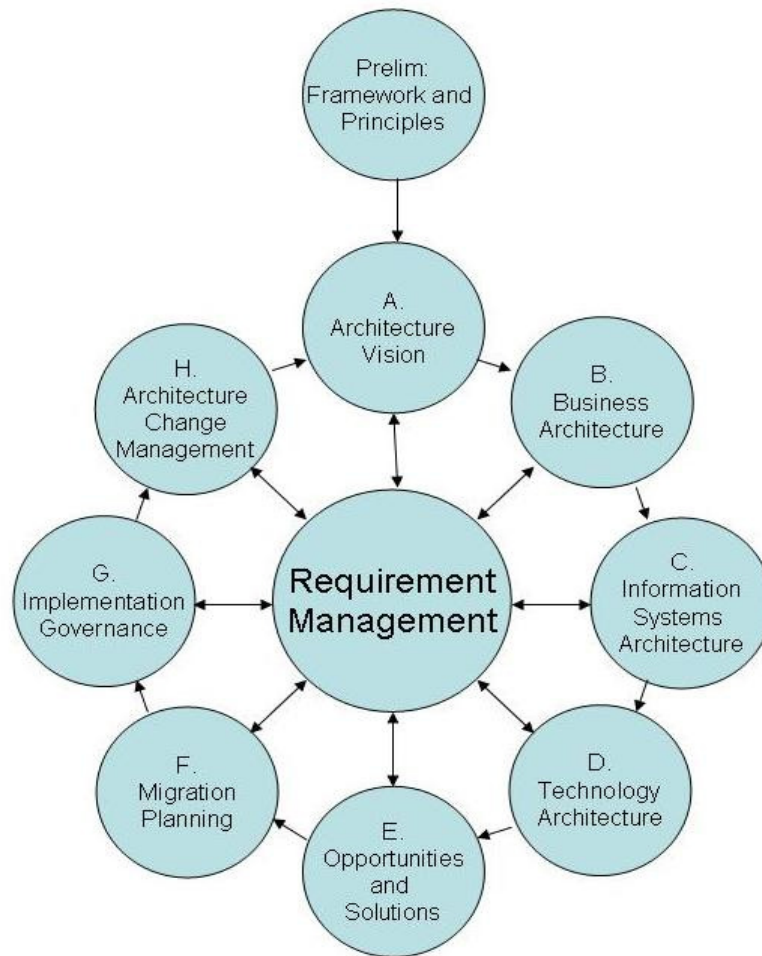 Prelim:
Framework and
Principles
A.
Architecture
Vision
B.
Business
Architecture
C.
Information
Systems
Architecture
D.
Technology
Architecture
E.
Opportunities
and
Solutions
F.
Migration
Planning
G.
Implementation
Governance
H.
Architecture
Change
Management
Requirement
Management